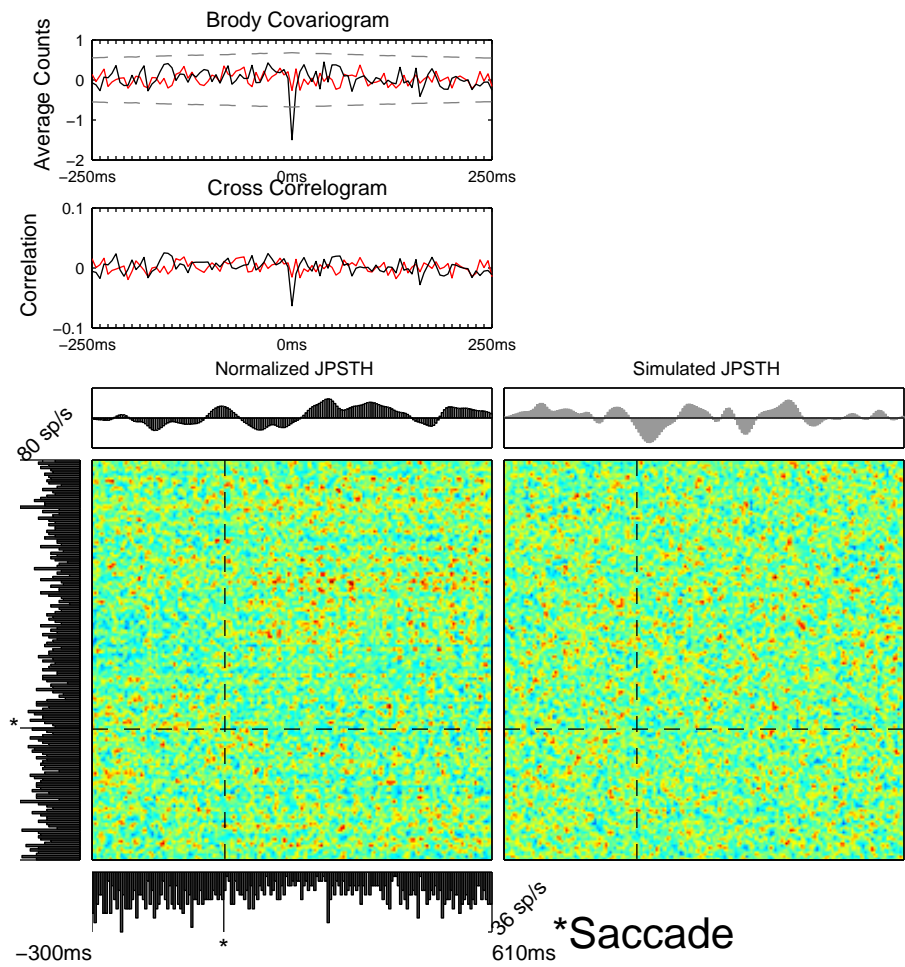 Brody Covariogram
Average Counts
1
0
−1
−2
−250ms
0ms
250ms
Cross Correlogram
Correlation
0.1
0
−0.1
−250ms
0ms
250ms
Normalized JPSTH
Simulated JPSTH
80 sp/s
*
*
36 sp/s
−300ms
610ms
*Saccade